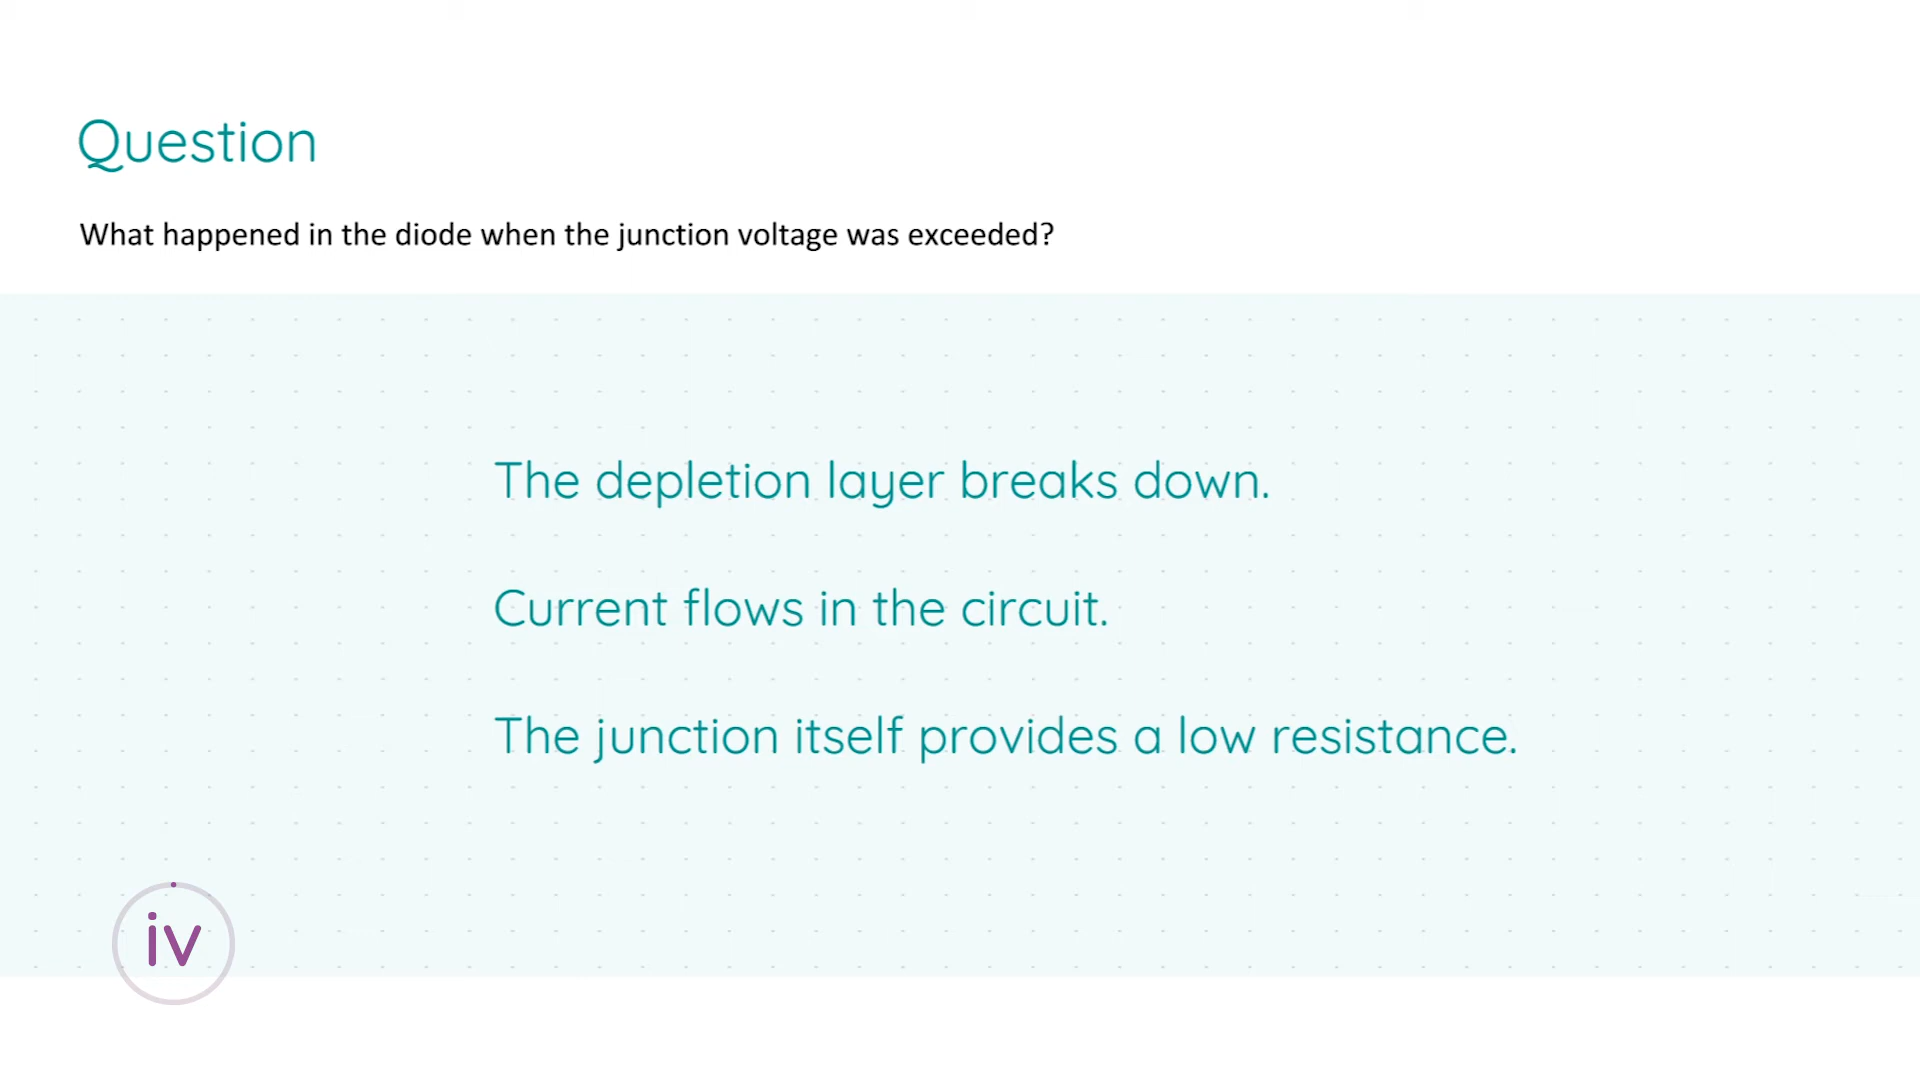 Question
What happened in the diode when the junction voltage was exceeded?
The depletion layer breaks down.
Current flows in the circuit.
The junction itself provides a low resistance.
iv